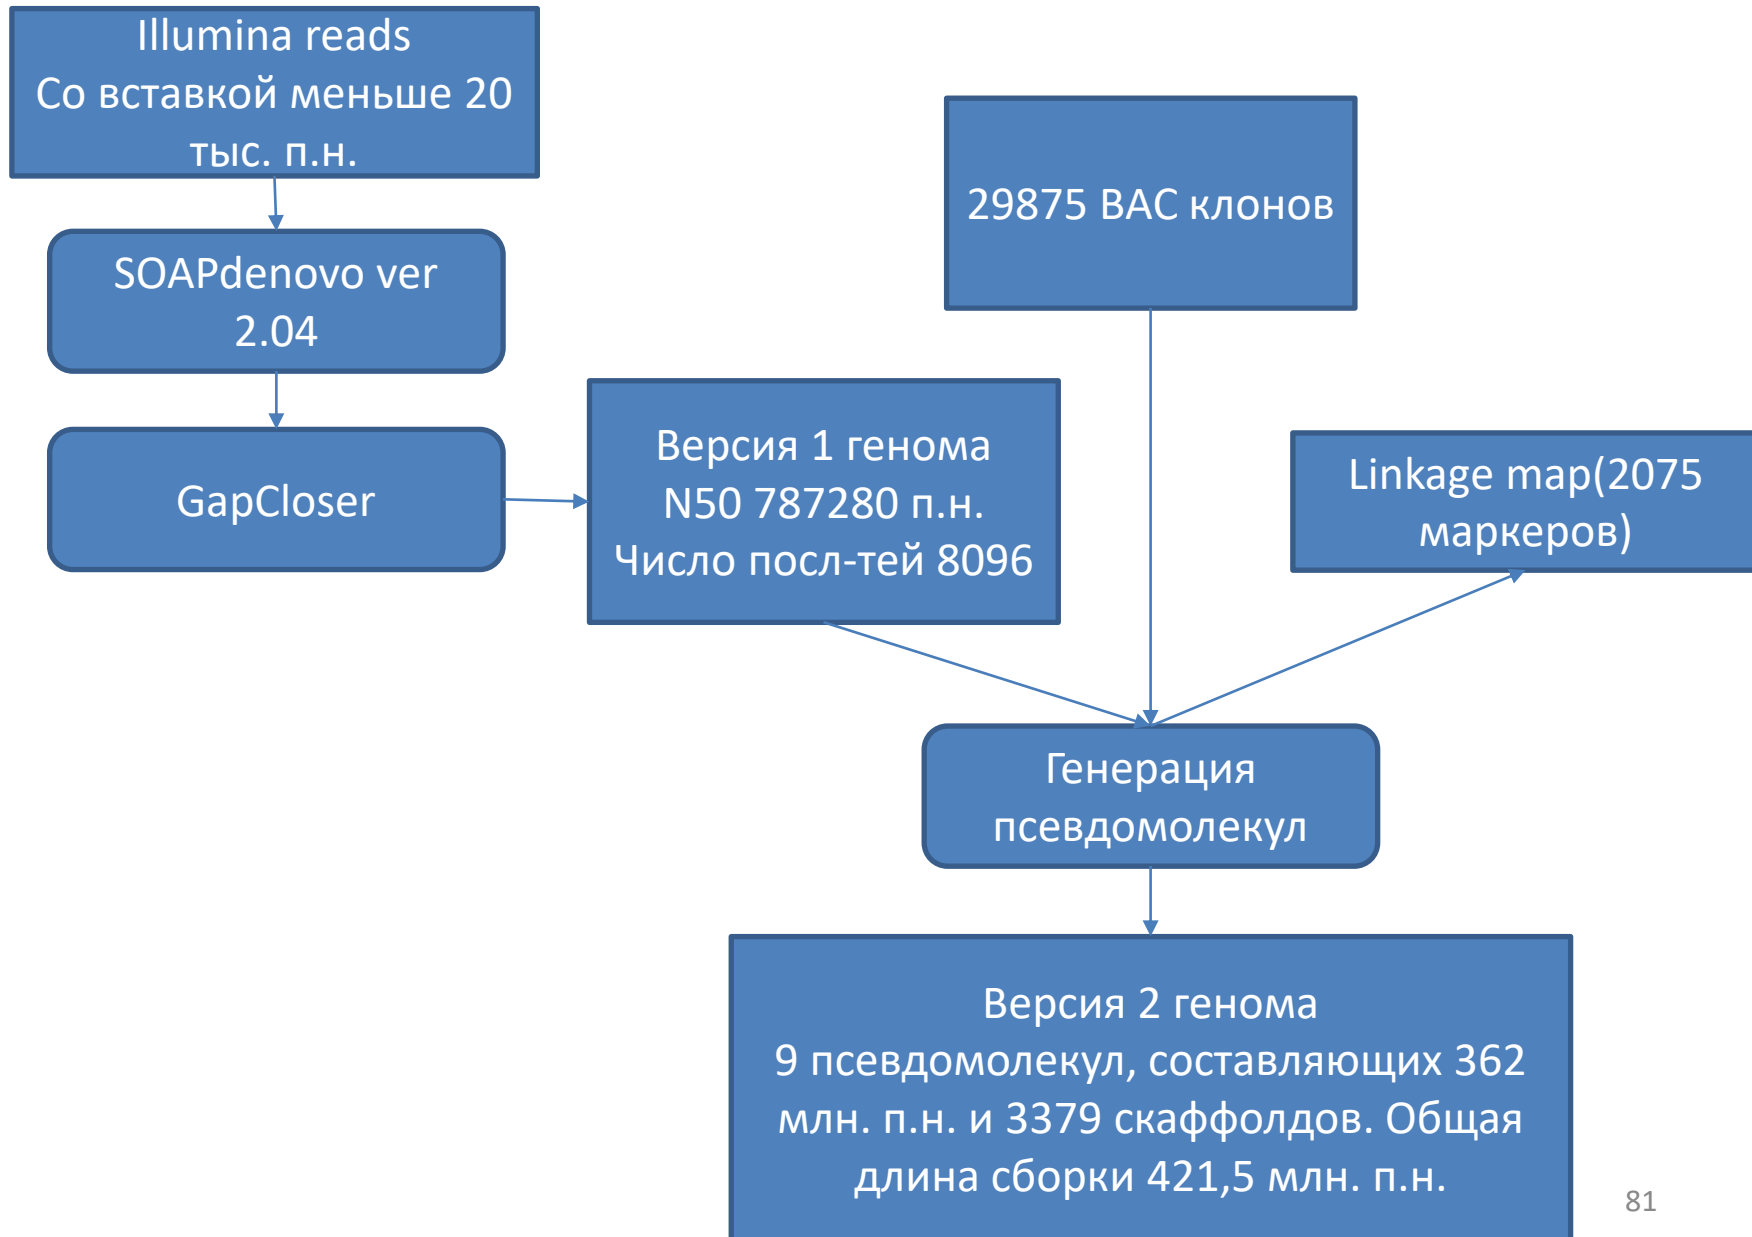 Illumina reads
Со вставкой меньше 20
тыс. п.н.
SOAPdenovo ver
2.04
GapCloser
Версия 1 генома
N50 787280 п.н.
Число посл-тей 8096
29875 BAC клонов
Linkage map(2075
маркеров)
Генерация
псевдомолекул
Версия 2 генома
9 псевдомолекул, составляющих 362
млн. п.н. и 3379 скаффолдов. Общая
длина сборки 421,5 млн. п.н.
81